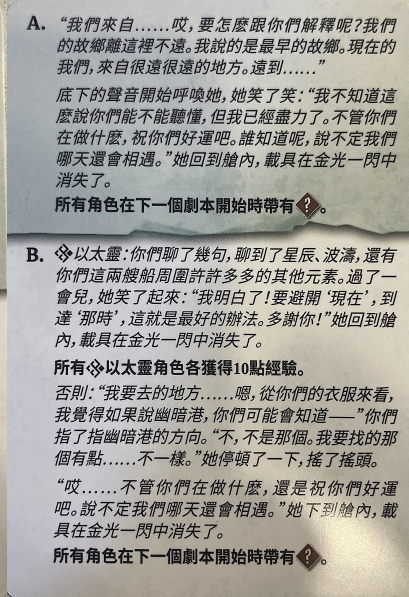 A. “我們來自……哎，要怎麼跟你們解釋呢？我們
的故鄉離這裡不遠。我說的是最早的故鄉。現在的
我們，來自很遠很遠的地方。遠到……”
底下的聲音開始呼喚她，她笑了笑：“我不知道這
麼說你們能不能聽懂，但我已經盡力了。不管你們
在做什麼，祝你們好運吧。誰知道呢，說不定我們
哪天還會相遇。”她回到艙內，載具在金光一閃中
消失了。
所有角色在下一個劇本開始時帶有?。
B. 以太靈：你們聊了幾句，聊到了星辰、波濤，還有
你們這兩艘船周圍許許多多的其他元素。過了一
會兒，她笑了起來：“我明白了！要避開‘現在’，到
達‘那時’，這就是最好的辦法。多謝你！”她回到艙
內，載具在金光一閃中消失了。
所有以太靈角色各獲得10點經驗。
否則：“我要去的地方……嗯，從你們的衣服來看，
我覺得如果說幽暗港，你們可能會知道——”你們
指了指幽暗港的方向。“不，不是那個。我要找的那
個有點……不一樣。”她停頓了一下，搖了搖頭。
“哎……不管你們在做什麼，還是祝你們好運
吧。說不定我們哪天還會相遇。”她下到艙內，載
具在金光一閃中消失了。
所有角色在下一個劇本開始時帶有?。